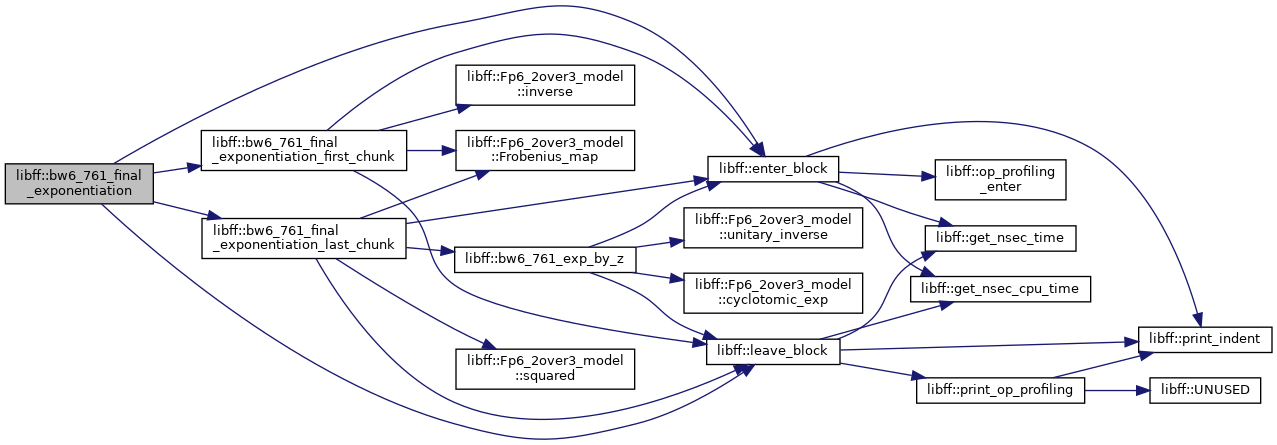 libff::bw6_761_final
_exponentiation
libff::bw6_761_final
_exponentiation_first_chunk
libff::bw6_761_final
_exponentiation_last_chunk
libff::Fp6_2over3_model
::inverse
libff::Fp6_2over3_model
::Frobenius_map
libff::bw6_761_exp_by_z
libff::Fp6_2over3_model
::squared
libff::enter_block
libff::Fp6_2over3_model
::unitary_inverse
libff::Fp6_2over3_model
::cyclotomic_exp
libff::leave_block
libff::op_profiling
_enter
libff::get_nsec_time
libff::get_nsec_cpu_time
libff::print_op_profiling
libff::print_indent
libff::UNUSED